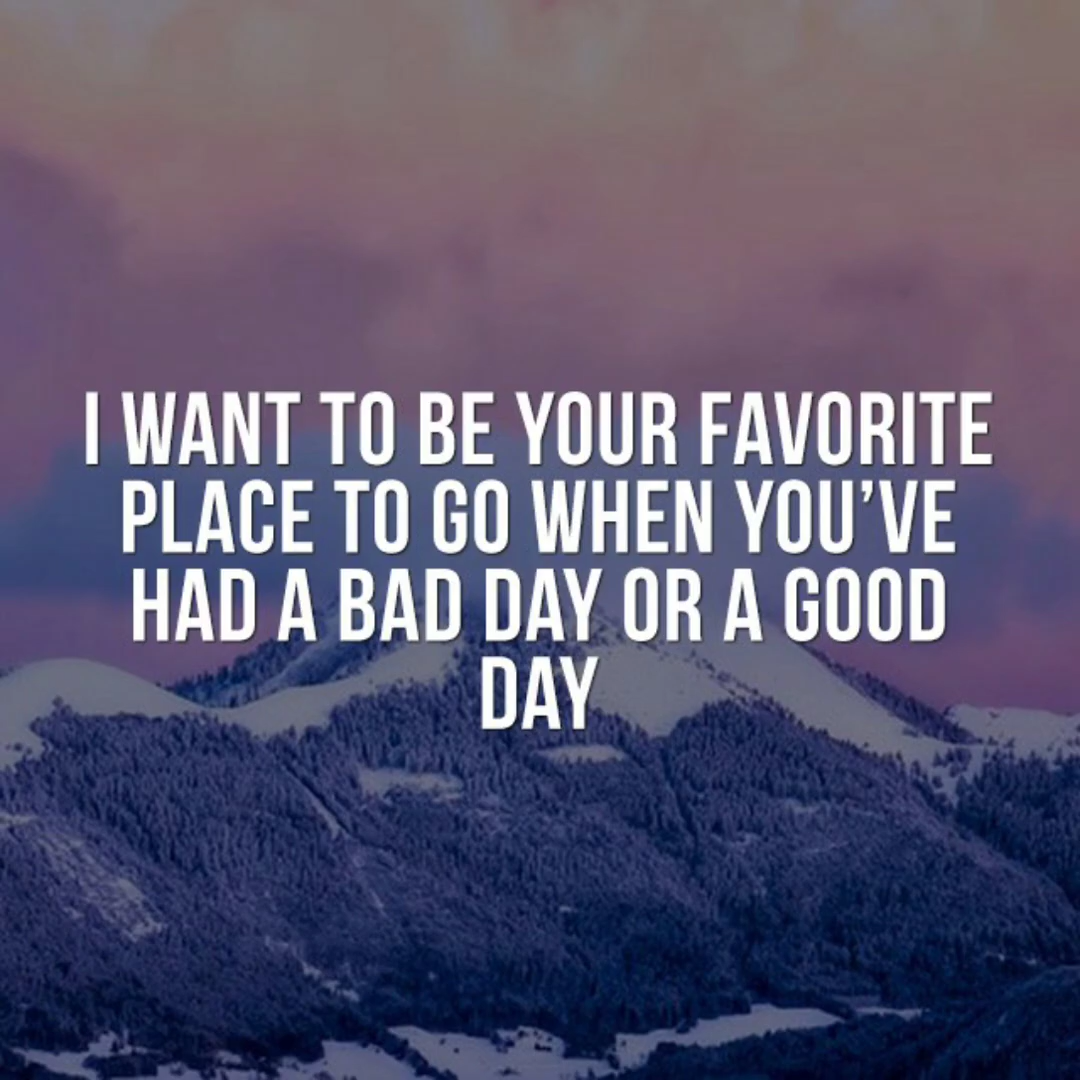 I WANT TO BE YOUR FAVORITE
PLACE TO GO WHEN YOU’VE
HAD A BAD DAY OR A GOOD
DAY